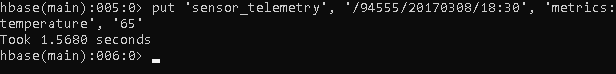 hbase(main):005:0> put 'sensor_telemetry', '/94555/20170308/18:30', 'metrics:
temperature', '65'
Took 1.5680 seconds
hbase(main):006:0>